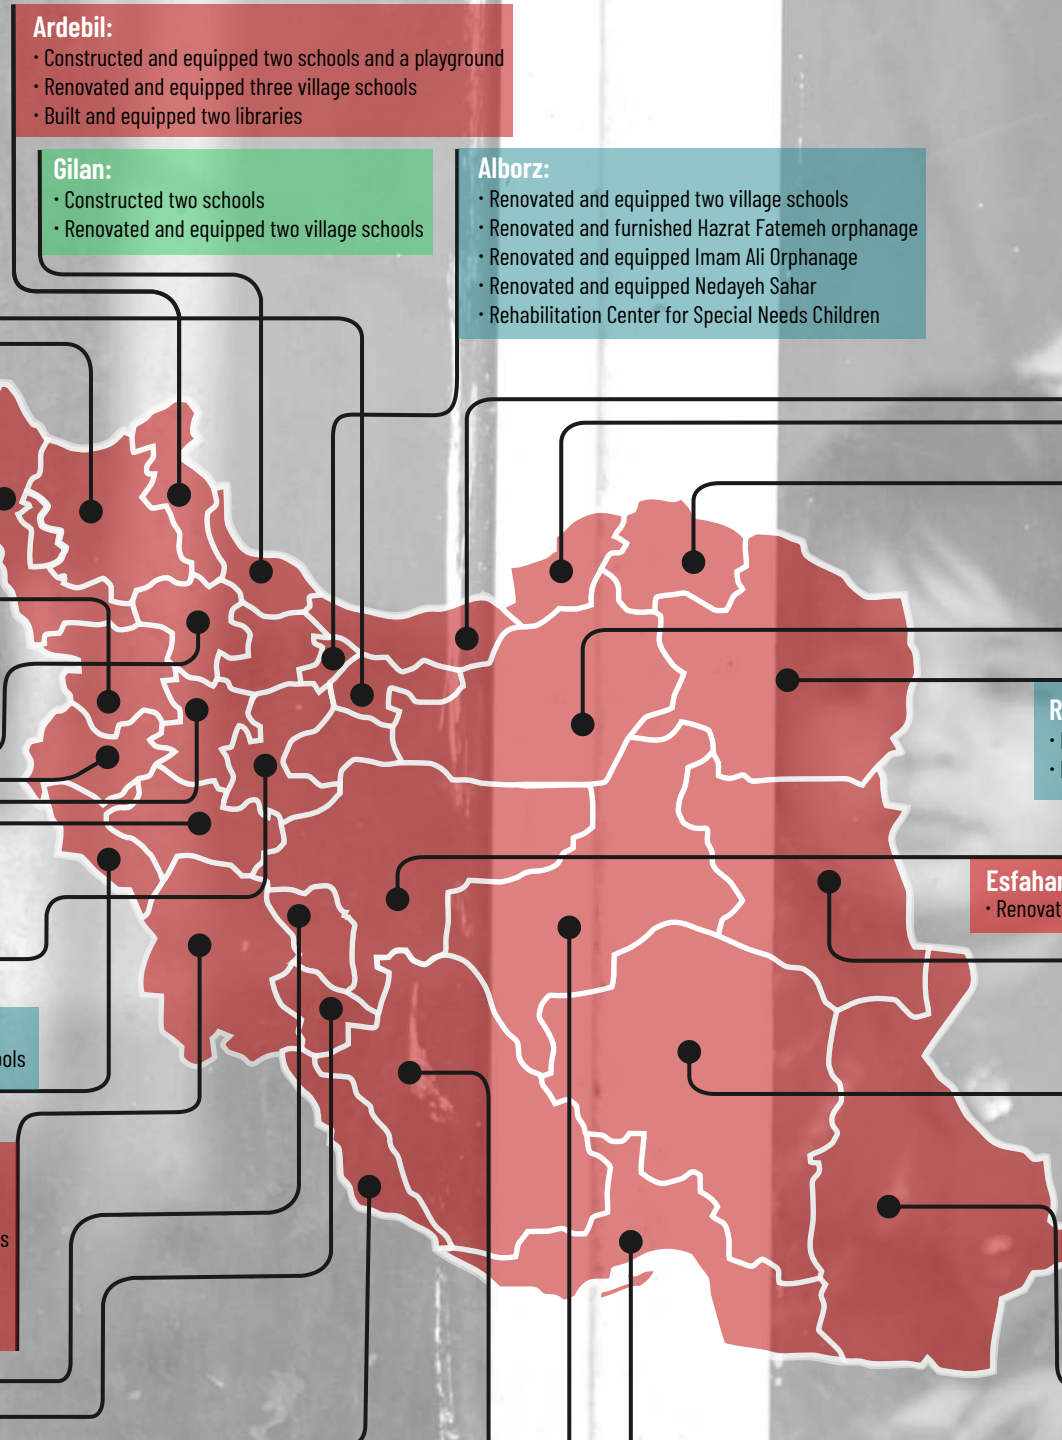 Ardebil:
· Constructed and equipped two schools and a playground
· Renovated and equipped three village schools
· Built and equipped two libraries
Gilan:
· Constructed two schools
· Renovated and equipped two village schools
Alborz:
· Renovated and equipped two village schools
· Renovated and furnished Hazrat Fatemeh orphanage
· Renovated and equipped Imam Ali Orphanage
· Renovated and equipped Nedayeh Sahar
· Rehabilitation Center for Special Needs Children